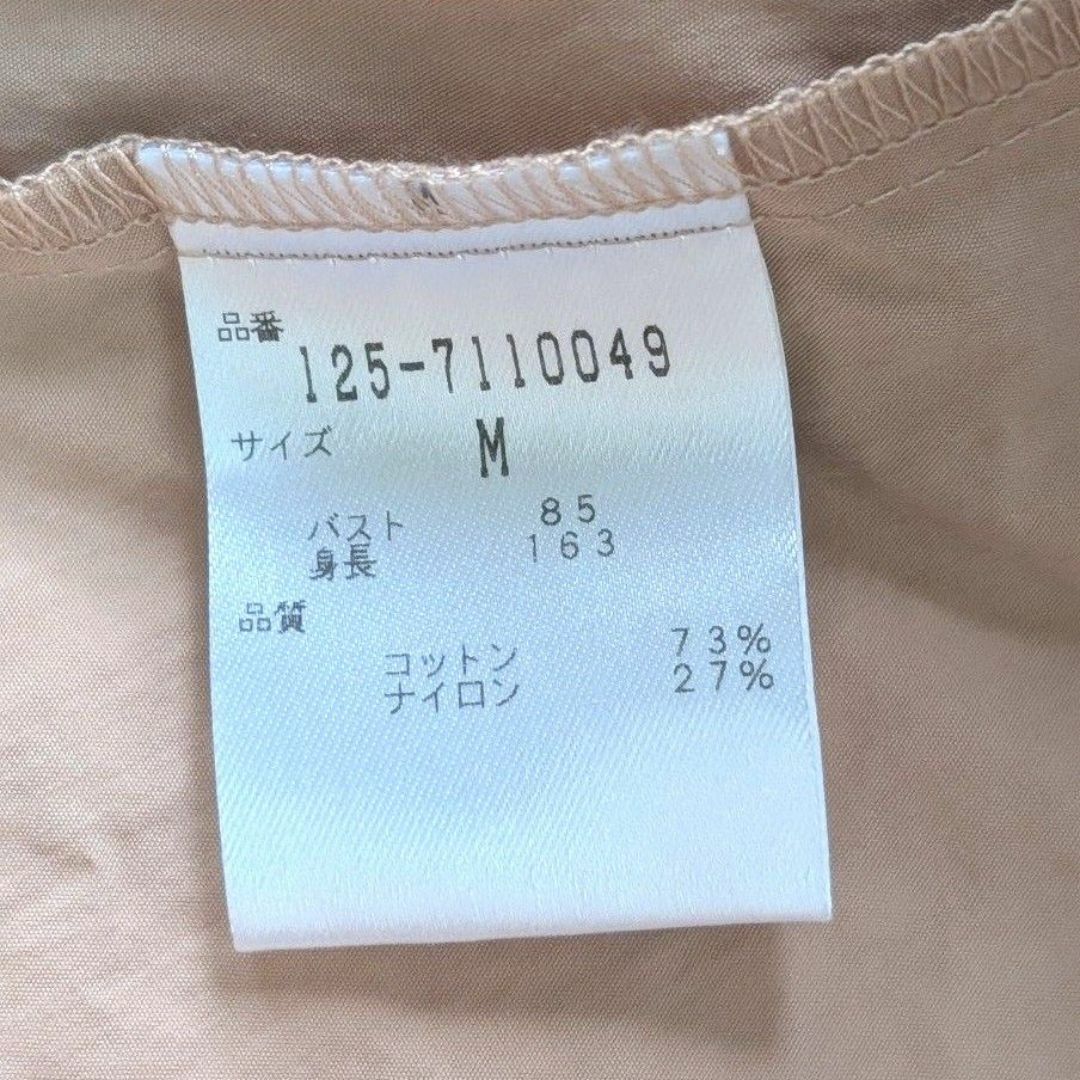 品番
125-7110049
サイズ M
バスト 85
身長 163
品質
コットン 73%
ナイロン 27%